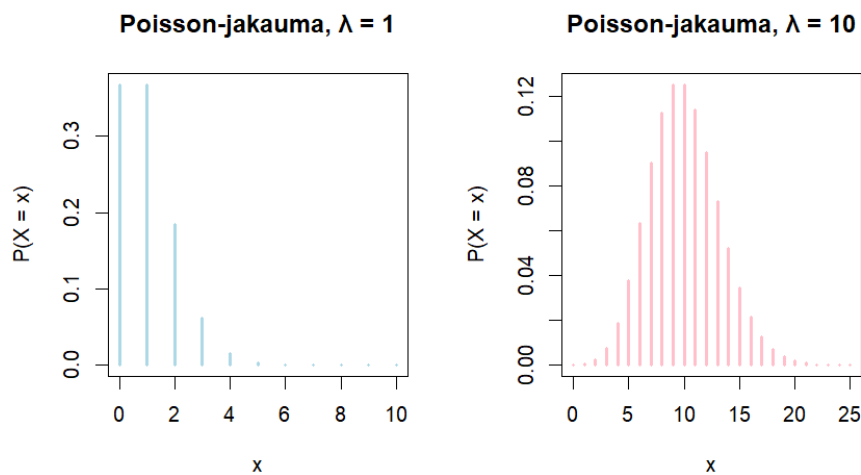 Poisson-jakauma, λ = 1
P(X = x)
0.0 0.1 0.2 0.3
0 2 4 6 8 10
x
Poisson-jakauma, λ = 10
P(X = x)
0.00 0.04 0.08 0.12
0 5 10 15 20 25
x